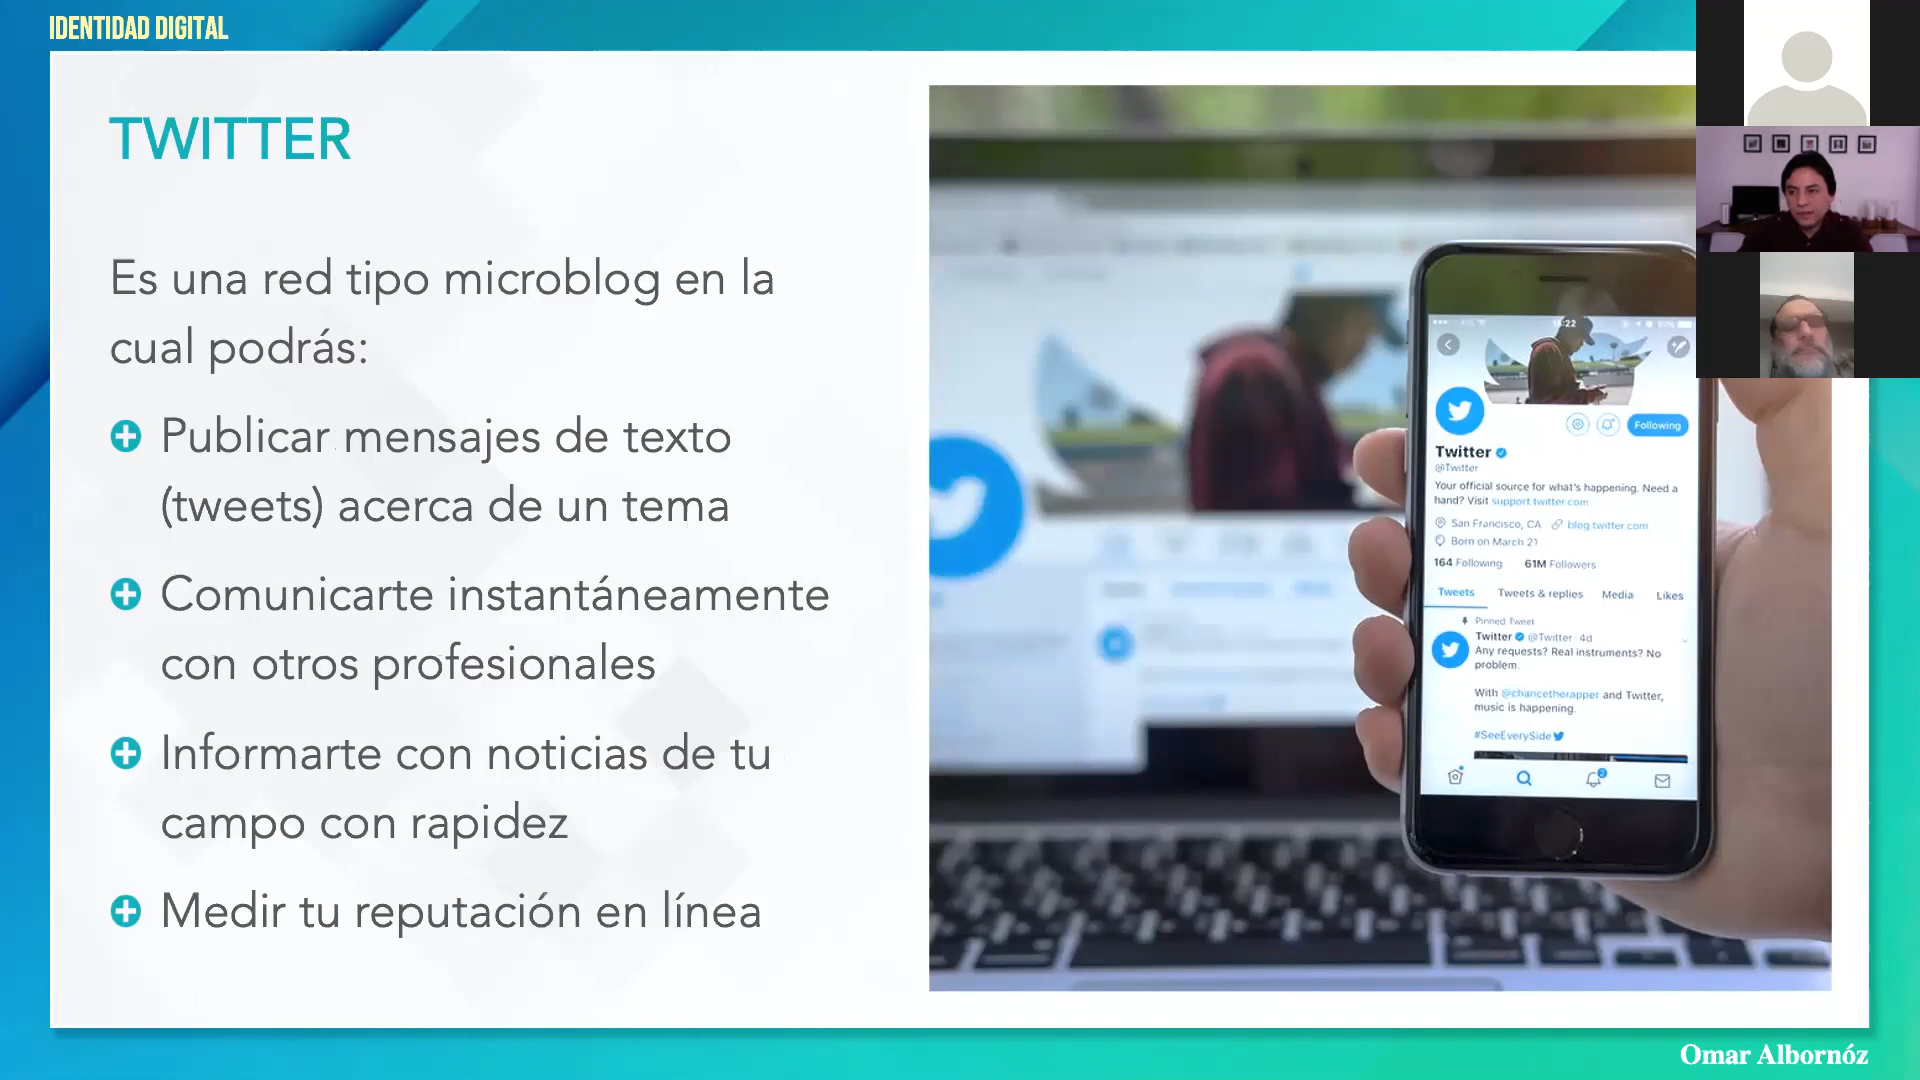 IDENTIDAD DIGITAL
TWITTER
Es una red tipo microblog en la
cual podrás:
Publicar mensajes de texto
(tweets) acerca de un tema
Comunicarte instantáneamente
con otros profesionales
Informarte con noticias de tu
campo con rapidez
Medir tu reputación en línea
Following
Twitter
@Twitter
Your official source for what's happening. Need a
hand? Visit support.twitter.com
San Francisco, CA blog.twitter.com
Born on March 21
164 Following 61M Followers
Tweets Tweets & replies Media Likes
Pinned Tweet
Twitter @Twitter · 4d
Any requests? Real instruments? No
problem.
With @chancetherapper and Twitter,
music is happening.
#SeeEverySide
2
Omar Albornóz